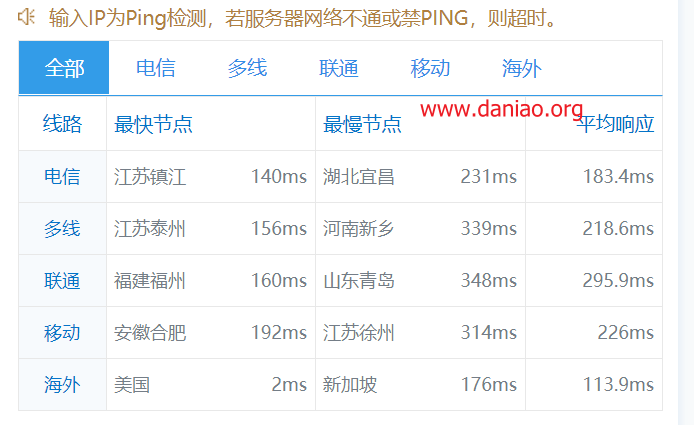 输入IP为Ping检测，若服务器网络不通或禁PING，则超时。
全部 电信 多线 联通 移动 海外
www.daniao.org
线路 最快节点 最慢节点 平均响应
电信 江苏镇江 140ms 湖北宜昌 231ms 183.4ms
多线 江苏泰州 156ms 河南新乡 339ms 218.6ms
联通 福建福州 160ms 山东青岛 348ms 295.9ms
移动 安徽合肥 192ms 江苏徐州 314ms 226ms
海外 美国 2ms 新加坡 176ms 113.9ms